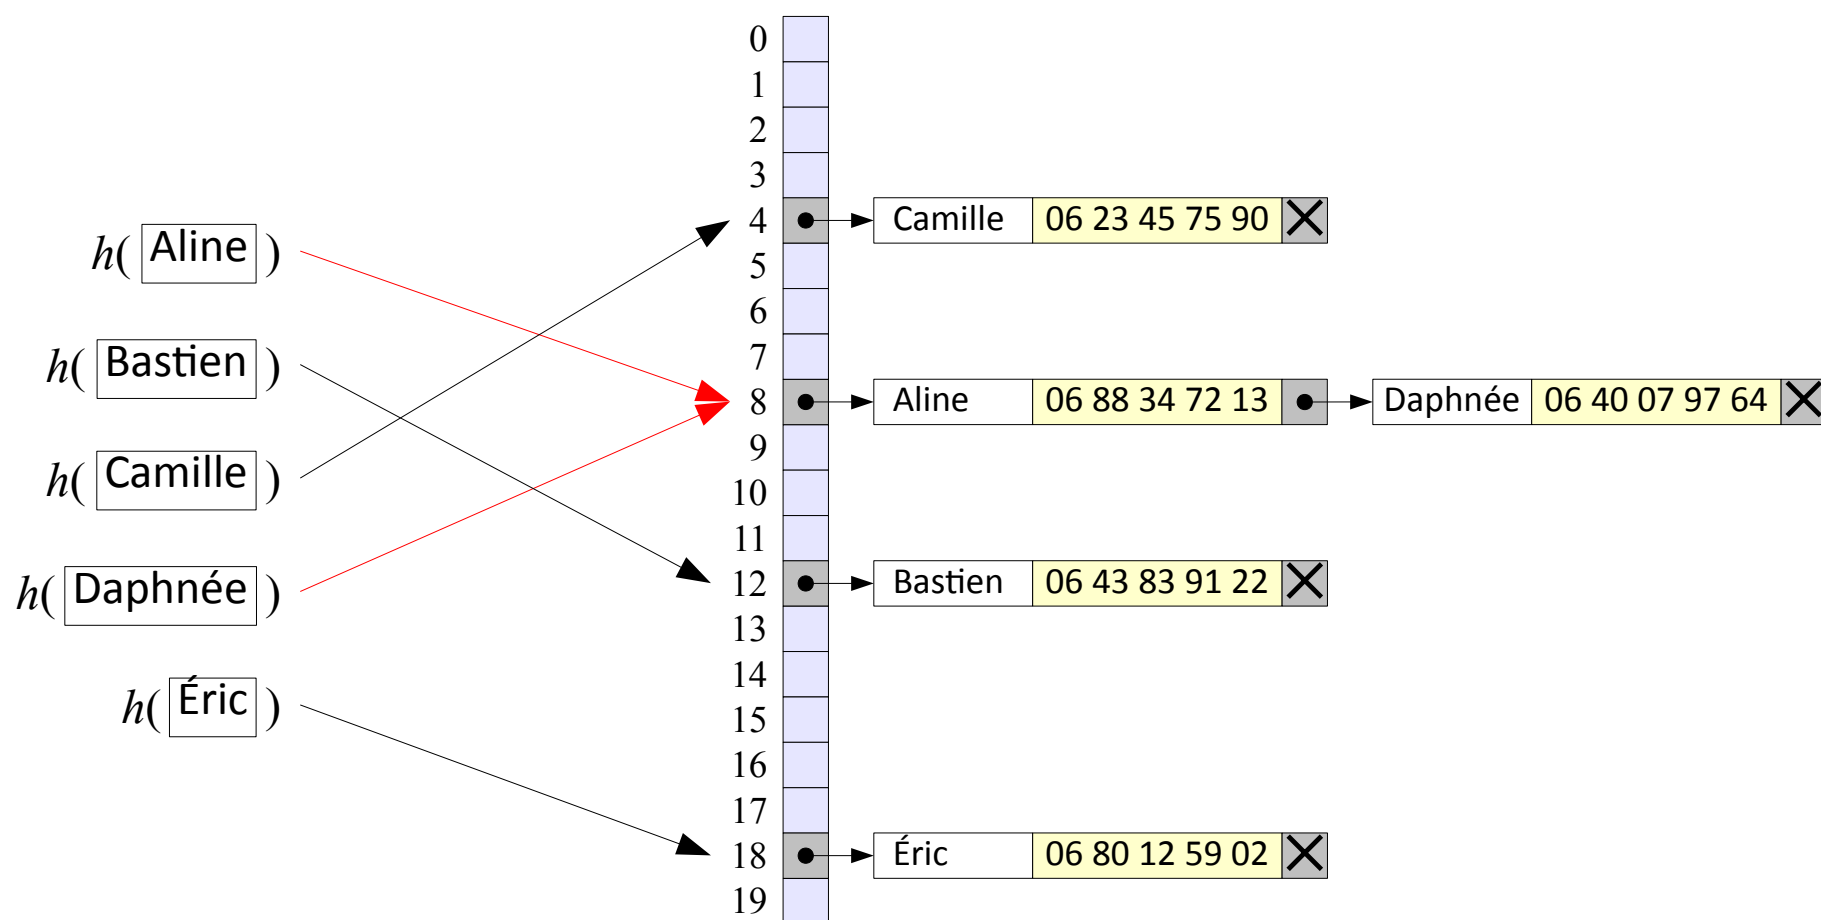 0
1
2
3
4 Camille 06 23 45 75 90
h( Aline )
5
6
h( Bastien )
7
8 Aline 06 88 34 72 13 Daphnée 06 40 07 97 64
9
h( Camille )
10
11
h( Daphnée )
12 Bastien 06 43 83 91 22
13
14
h( Éric )
15
16
17
18 Éric 06 80 12 59 02
19